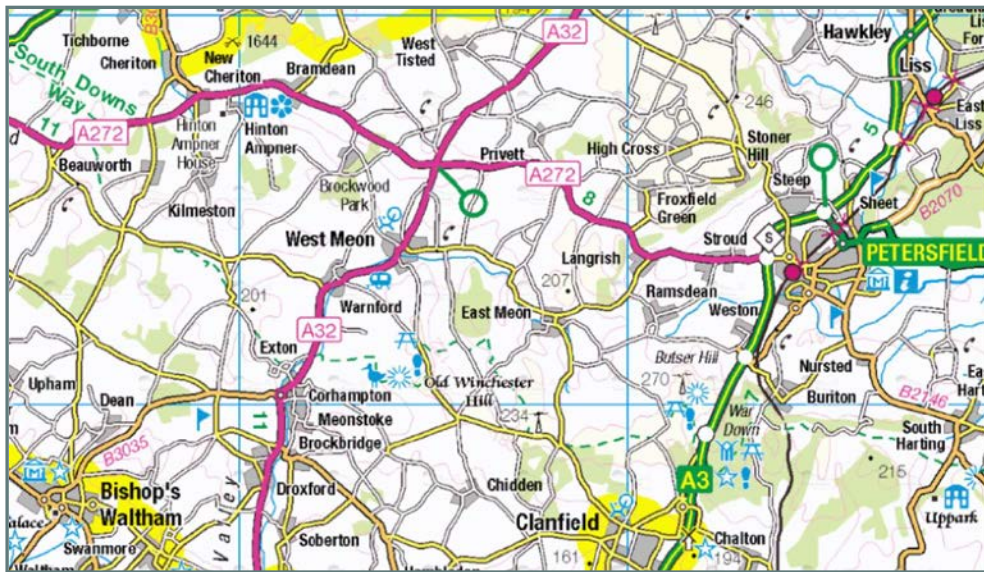 194
A32
Hawkley
Liss
Tichborne
Cheriton
1644
New
Cheriton
West
Tisted
Bramdean
South Downs
Way
11
A272
Hinton
Ampner
House
Hinton
Ampner
246
5
East
Liss
Stoner
Hill
High Cross
Privett
A272
Beauworth
Brockwood
Park
8
Steep
Froxfield
Green
Sheet
B2070
Kilmeston
West Meon
Stroud
S
PETERSFIELD
Langrish
207
Ramsdean
201
Warnford
East Meon
Weston
A32
Exton
Butser Hill
Nursted
Upham
Dean
Old Winchester
Hill
270
Buriton
B2146
Corhampton
Meonstoke
11
Brockbridge
234
War
Down
7
South
Harting
B3035
A3
215
Bishop's
Waltham
Droxford
Chidden
Clanfield
Uppark
Valley
Swanmore
Soberton
161
Chalton
194
Waltham